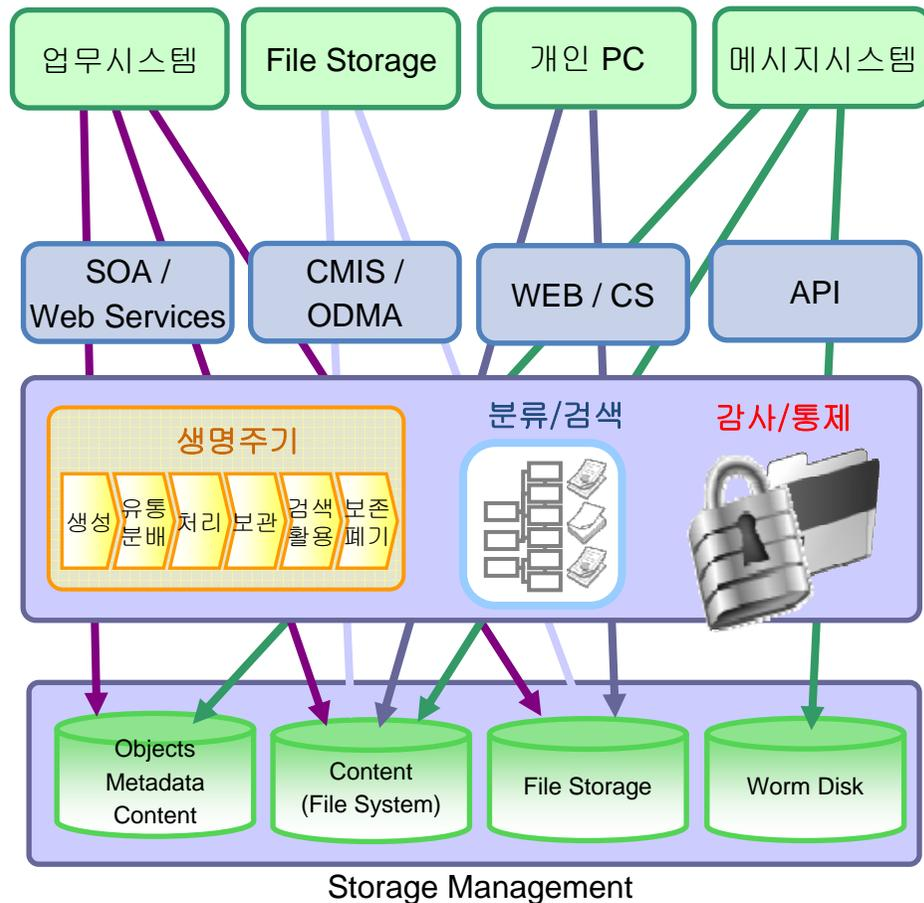 업무시스템
File Storage
개인 PC
메시지시스템
SOA /
Web Services
CMIS /
ODMA
WEB / CS
API
생명주기
생성
유통
분배
처리
보관
검색
활용
보존
폐기
분류/검색
감사/통제
Objects
Metadata
Content
Content
(File System)
File Storage
Worm Disk
Storage Management